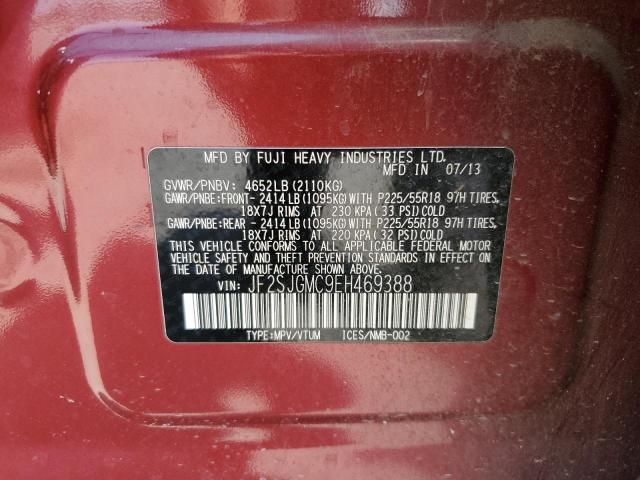 MFD BY FUJI HEAVY INDUSTRIES LTD.
MFD IN 07/13
GVWR/PNBV: 4652LB (2110KG)
GAWR/PNBE:FRONT- 2414 LB (1095KG) WITH P225/55R18 97H TIRES,
18X7J RIMS AT 230 KPA (33 PSI) COLD
GAWR/PNBE:REAR - 2414 LB (1095KG) WITH P225/55R18 97H TIRES,
18X7J RIMS AT 220 KPA (32 PSI) COLD
THIS VEHICLE CONFORMS TO ALL APPLICABLE FEDERAL MOTOR
VEHICLE SAFETY AND THEFT PREVENTION STANDARDS IN EFFECT
ON THE DATE OF MANUFACTURE SHOWN ABOVE.
VIN: JF2SJGMC9EH469388
TYPE:MPV/VTUM ICES/NMB-002